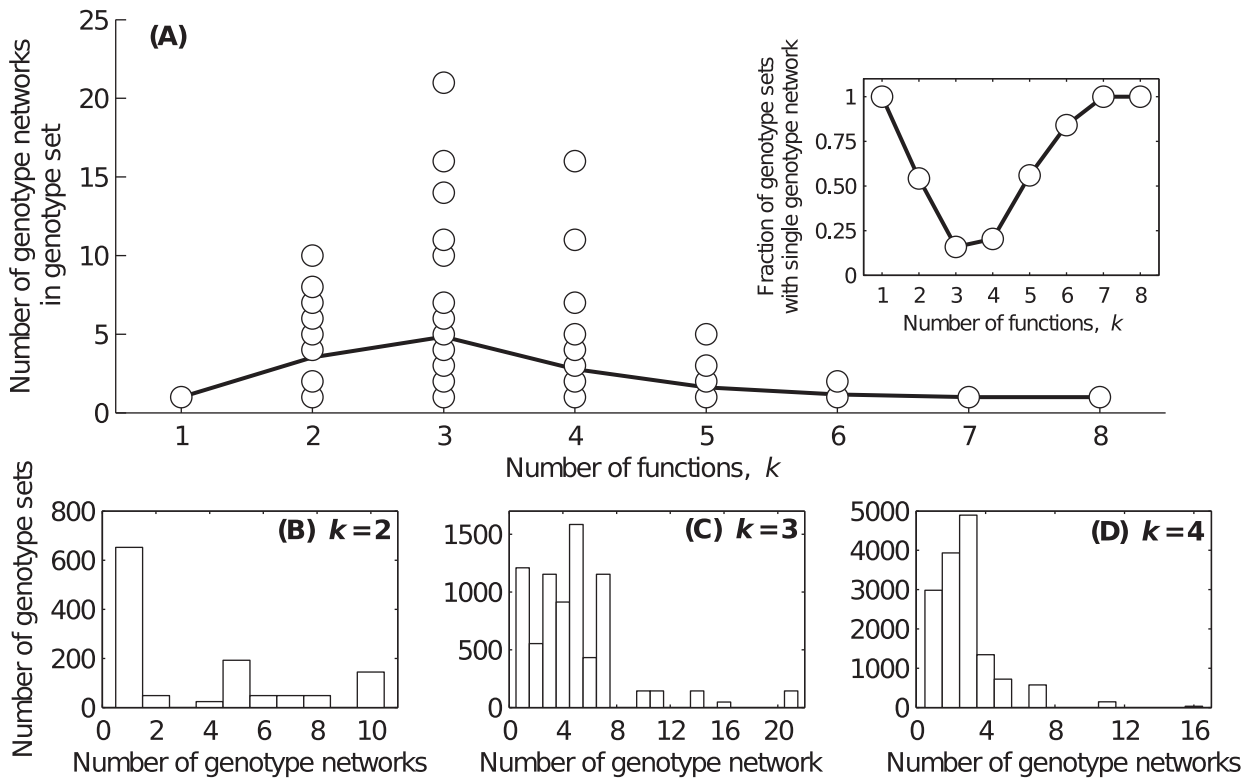 (A)
Number of genotype networks
in genotype set
25
20
15
10
5
0
1 2 3 4 5 6 7 8
Number of functions, k
Fraction of genotype sets
with single genotype network
1
0.75
0.50
0.25
0
1 2 3 4 5 6 7 8
Number of functions, k
(B) k=2
Number of genotype sets
800
600
400
200
0
0 2 4 6 8 10
Number of genotype networks
(C) k=3
1500
1000
500
0
0 4 8 12 16 20
Number of genotype network
(D) k=4
5000
4000
3000
2000
1000
0
0 4 8 12 16
Number of genotype networks